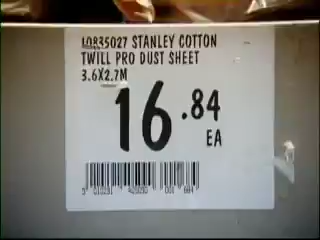 10835027 STANLEY COTTON
TWILL PRO DUST SHEET
3.6X2.7M
16.84
EA